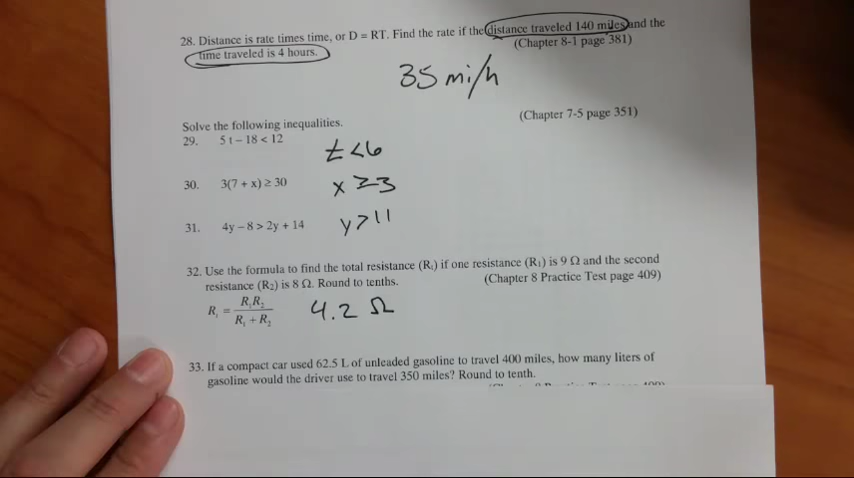 28. Distance is rate times time, or D = RT. Find the rate if the distance traveled 140 miles and the
time traveled is 4 hours. (Chapter 8-1 page 381)
35 mi/h
Solve the following inequalities. (Chapter 7-5 page 351)
29. 5 t – 18 < 12 t < 6
30. 3(7 + x) ≥ 30 x ≥ 3
31. 4y – 8 > 2y + 14 y > 11
32. Use the formula to find the total resistance (Rt) if one resistance (R1) is 9 Ω and the second
resistance (R2) is 8 Ω. Round to tenths. (Chapter 8 Practice Test page 409)
Rt = R1R2 / R1 + R2 4.2 Ω
33. If a compact car used 62.5 L of unleaded gasoline to travel 400 miles, how many liters of
gasoline would the driver use to travel 350 miles? Round to tenth.